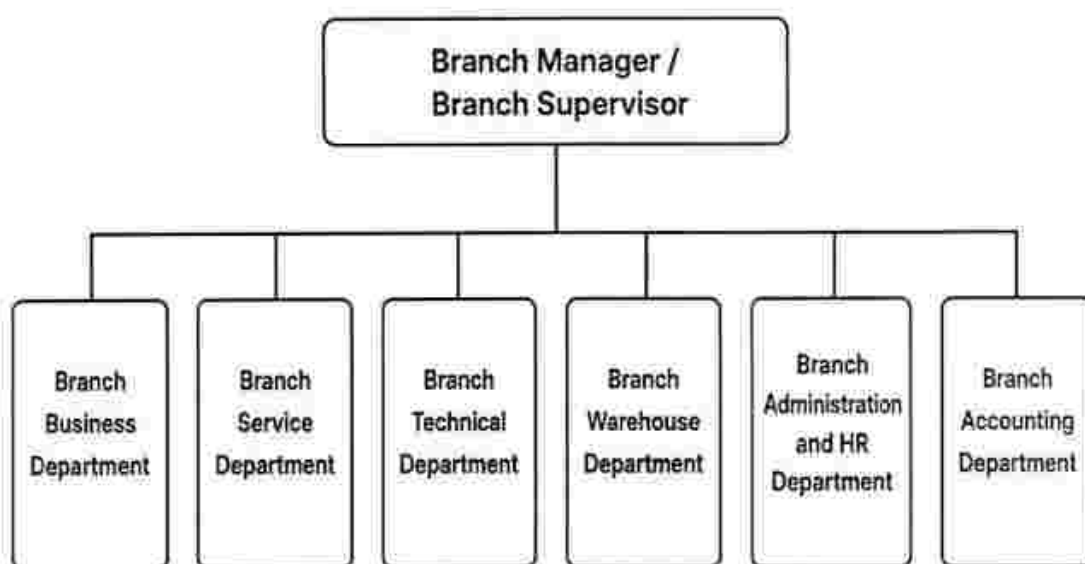 Branch Manager /
Branch Supervisor
Branch
Business
Department
Branch
Service
Department
Branch
Technical
Department
Branch
Warehouse
Department
Branch
Administration
and HR
Department
Branch
Accounting
Department